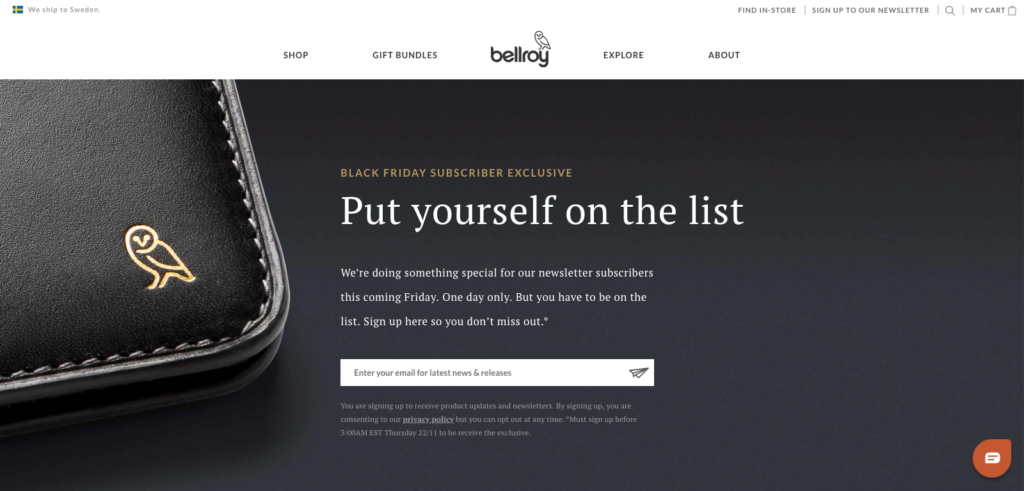 We ship to Sweden.
FIND IN-STORE
SIGN UP TO OUR NEWSLETTER
MY CART
SHOP
GIFT BUNDLES
bellroy
EXPLORE
ABOUT
BLACK FRIDAY SUBSCRIBER EXCLUSIVE
Put yourself on the list
We’re doing something special for our newsletter subscribers
this coming Friday. One day only. But you have to be on the
list. Sign up here so you don’t miss out.*
Enter your email for latest news & releases
You are signing up to receive product updates and newsletters. By signing up, you are
consenting to our privacy policy but you can opt out at any time. *Must sign up before
3:00AM EST Thursday 22/11 to be receive the exclusive.